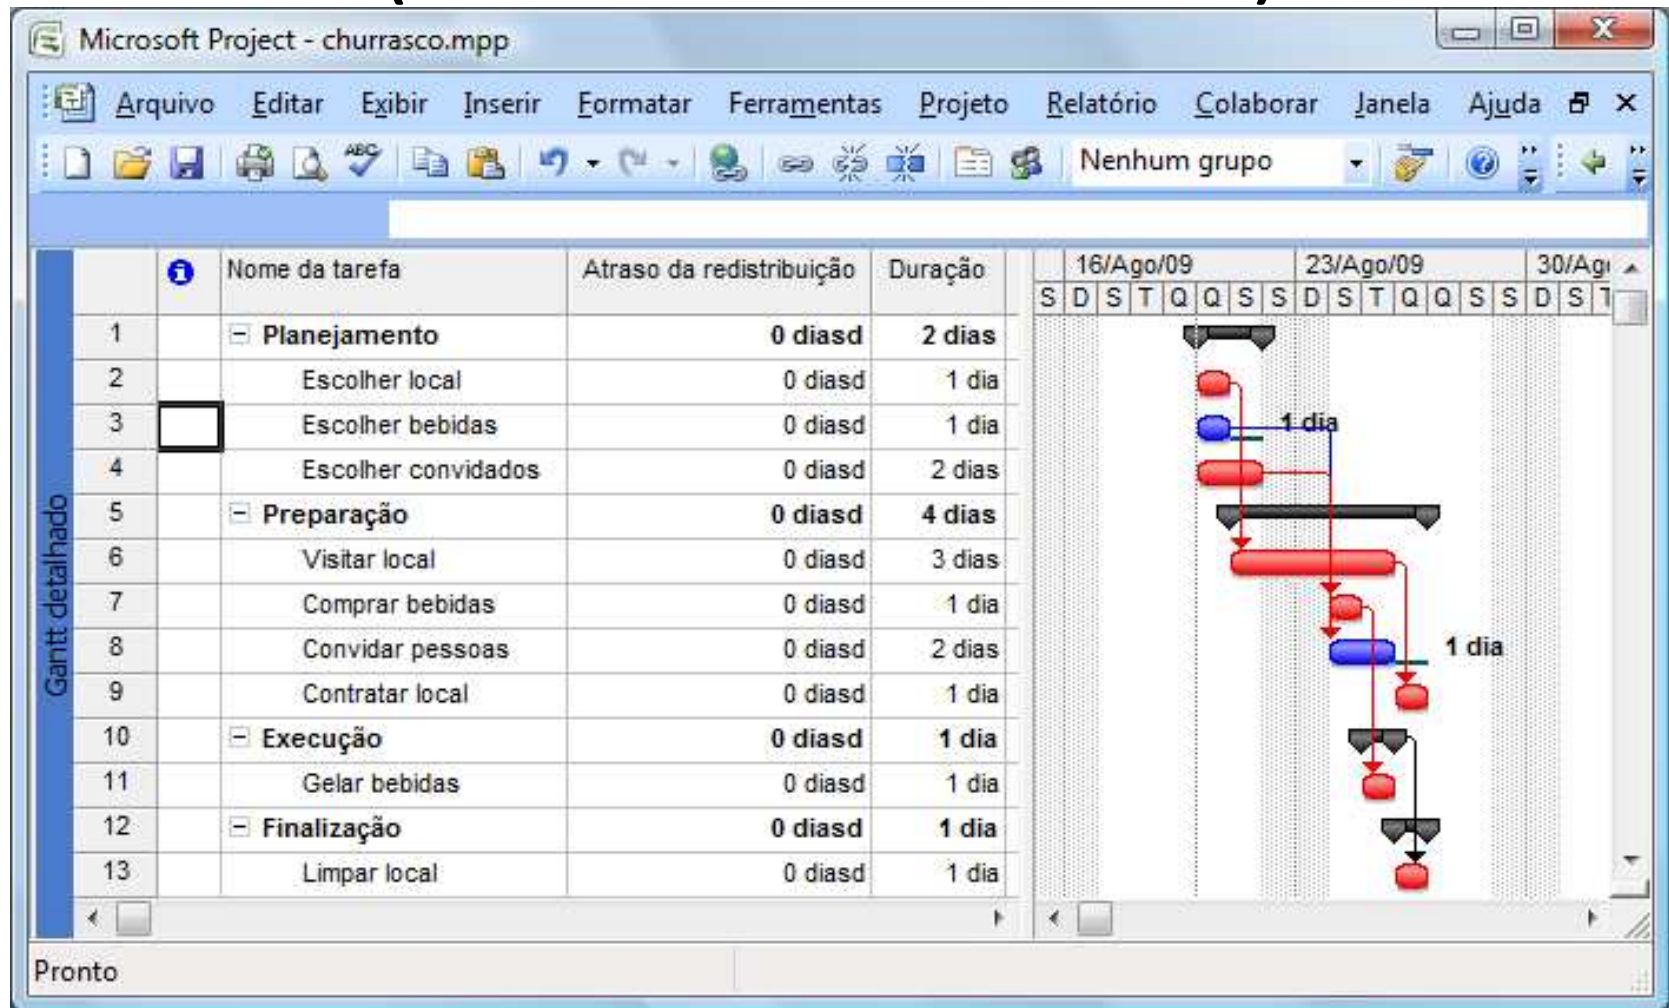 Microsoft Project - churrasco.mpp
Arquivo Editar Exibir Inserir Formatar Ferramentas Projeto Relatório Colaborar Janela Ajuda
ABC Nenhum grupo
Nome da tarefa Atraso da redistribuição Duração 16/Ago/09 23/Ago/09
S D S T Q Q S S D S T Q Q S S D S T
1 Planejamento 0 diasd 2 dias
2 Escolher local 0 diasd 1 dia
3 Escolher bebidas 0 diasd 1 dia 1 dia
4 Escolher convidados 0 diasd 2 dias
5 Preparação 0 diasd 4 dias
6 Visitar local 0 diasd 3 dias
7 Comprar bebidas 0 diasd 1 dia
8 Convidar pessoas 0 diasd 2 dias 1 dia
9 Contratar local 0 diasd 1 dia
10 Execução 0 diasd 1 dia
11 Gelar bebidas 0 diasd 1 dia
12 Finalização 0 diasd 1 dia
13 Limpar local 0 diasd 1 dia
Gantt detalhado
Pronto